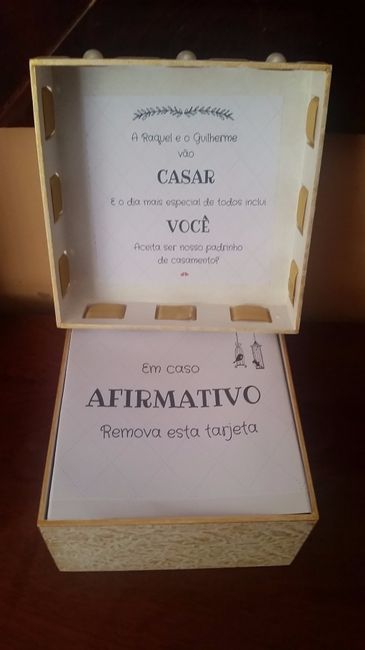 A Raquel e o Guilherme
vão
CASAR
E o dia mais especial de todos inclui
VOCÊ
Aceita ser nosso padrinho
de casamento?
Em caso
AFIRMATIVO
Remova esta tarjeta